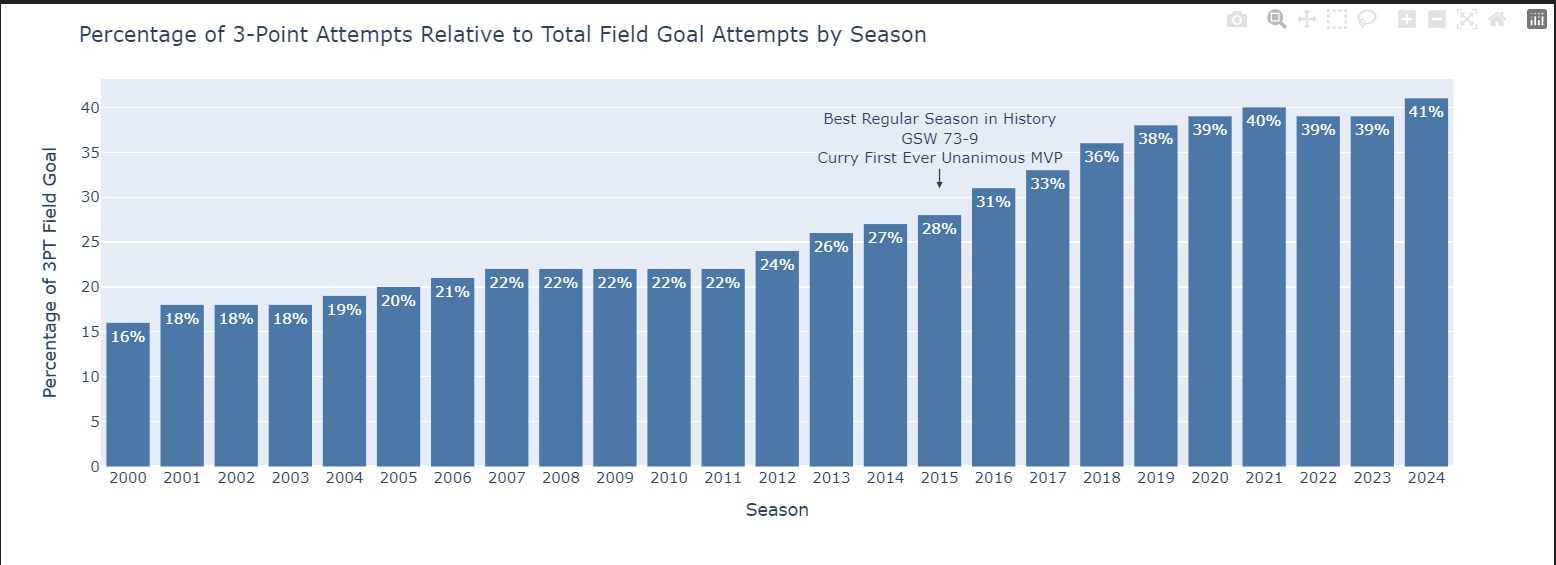 Percentage of 3-Point Attempts Relative to Total Field Goal Attempts by Season
Percentage of 3PT Field Goal
40
35
30
25
20
15
10
5
0
Best Regular Season in History
GSW 73-9
Curry First Ever Unanimous MVP
16% 18% 18% 18% 19% 20% 21% 22% 22% 22% 22% 22% 24% 26% 27% 28% 31% 33% 36% 38% 39% 40% 39% 39% 41%
2000 2001 2002 2003 2004 2005 2006 2007 2008 2009 2010 2011 2012 2013 2014 2015 2016 2017 2018 2019 2020 2021 2022 2023 2024
Season